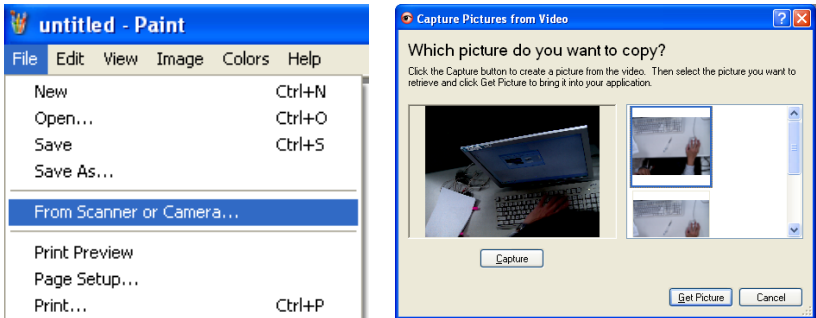 untitled - Paint
File Edit View Image Colors Help
New Ctrl+N
Open... Ctrl+O
Save Ctrl+S
Save As...
From Scanner or Camera...
Print Preview
Page Setup...
Print... Ctrl+P
Capture Pictures from Video
Which picture do you want to copy?
Click the Capture button to create a picture from the video. Then select the picture you want to
retrieve and click Get Picture to bring it into your application.
Capture
Get Picture Cancel